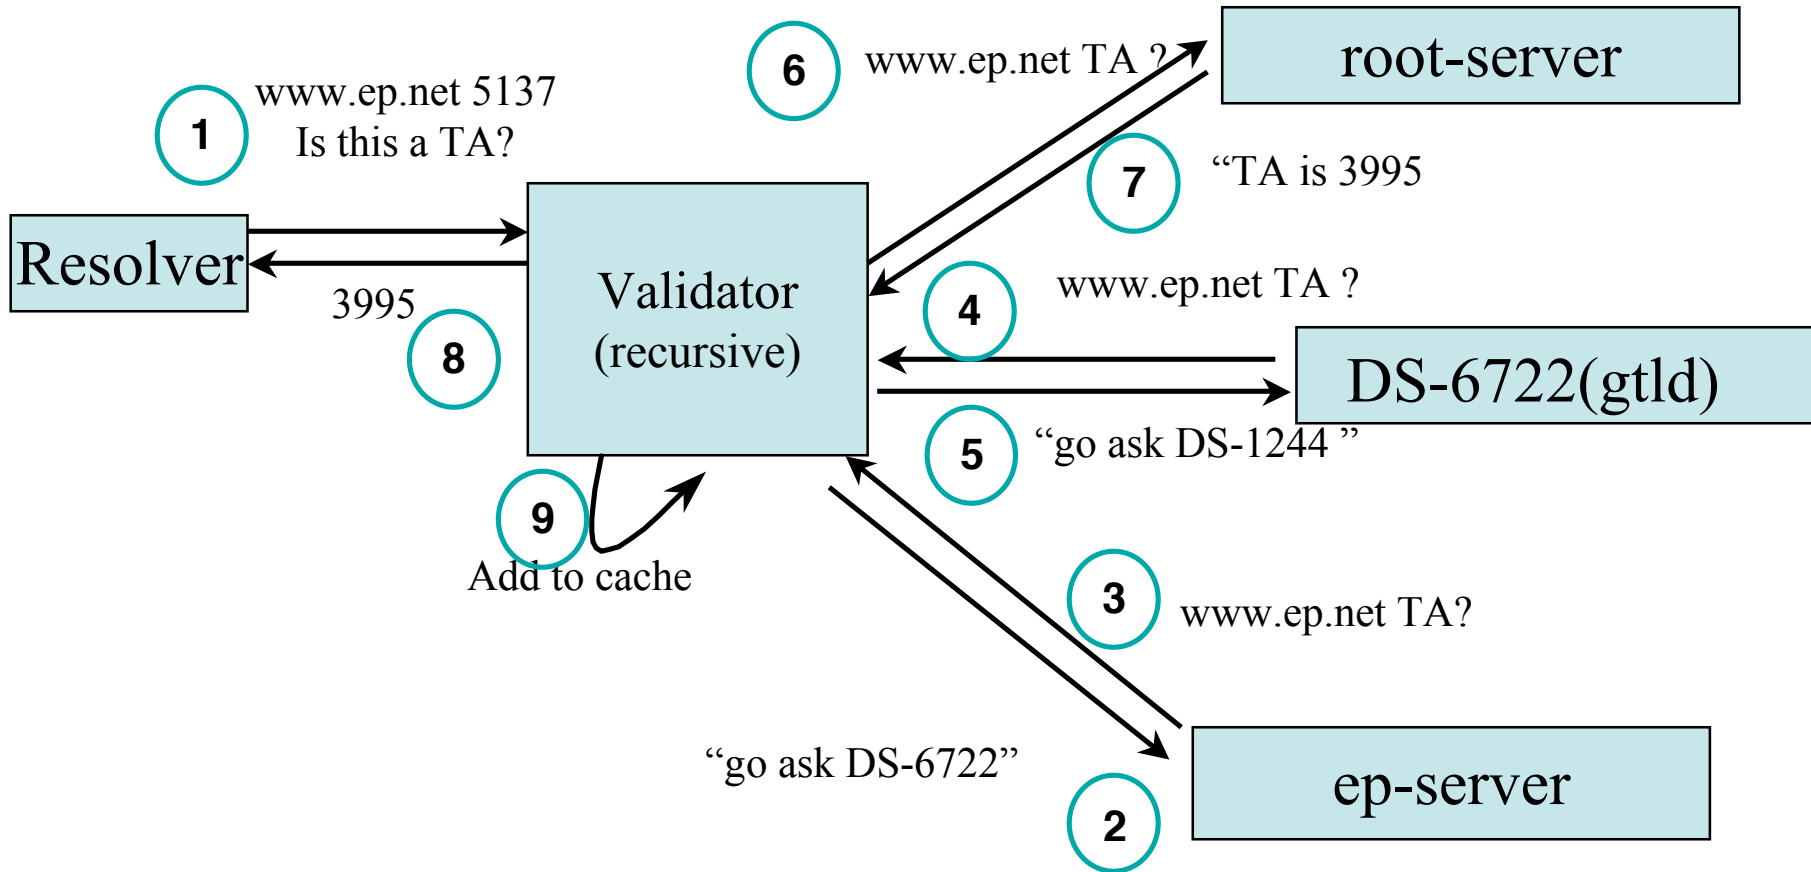 6
www.ep.net TA ?
root-server
www.ep.net 5137
Is this a TA?
1
7
“TA is 3995
Resolver
3995
8
Validator
(recursive)
4
www.ep.net TA ?
DS-6722(gtld)
5
“go ask DS-1244 ”
9
Add to cache
3
www.ep.net TA?
“go ask DS-6722”
2
ep-server